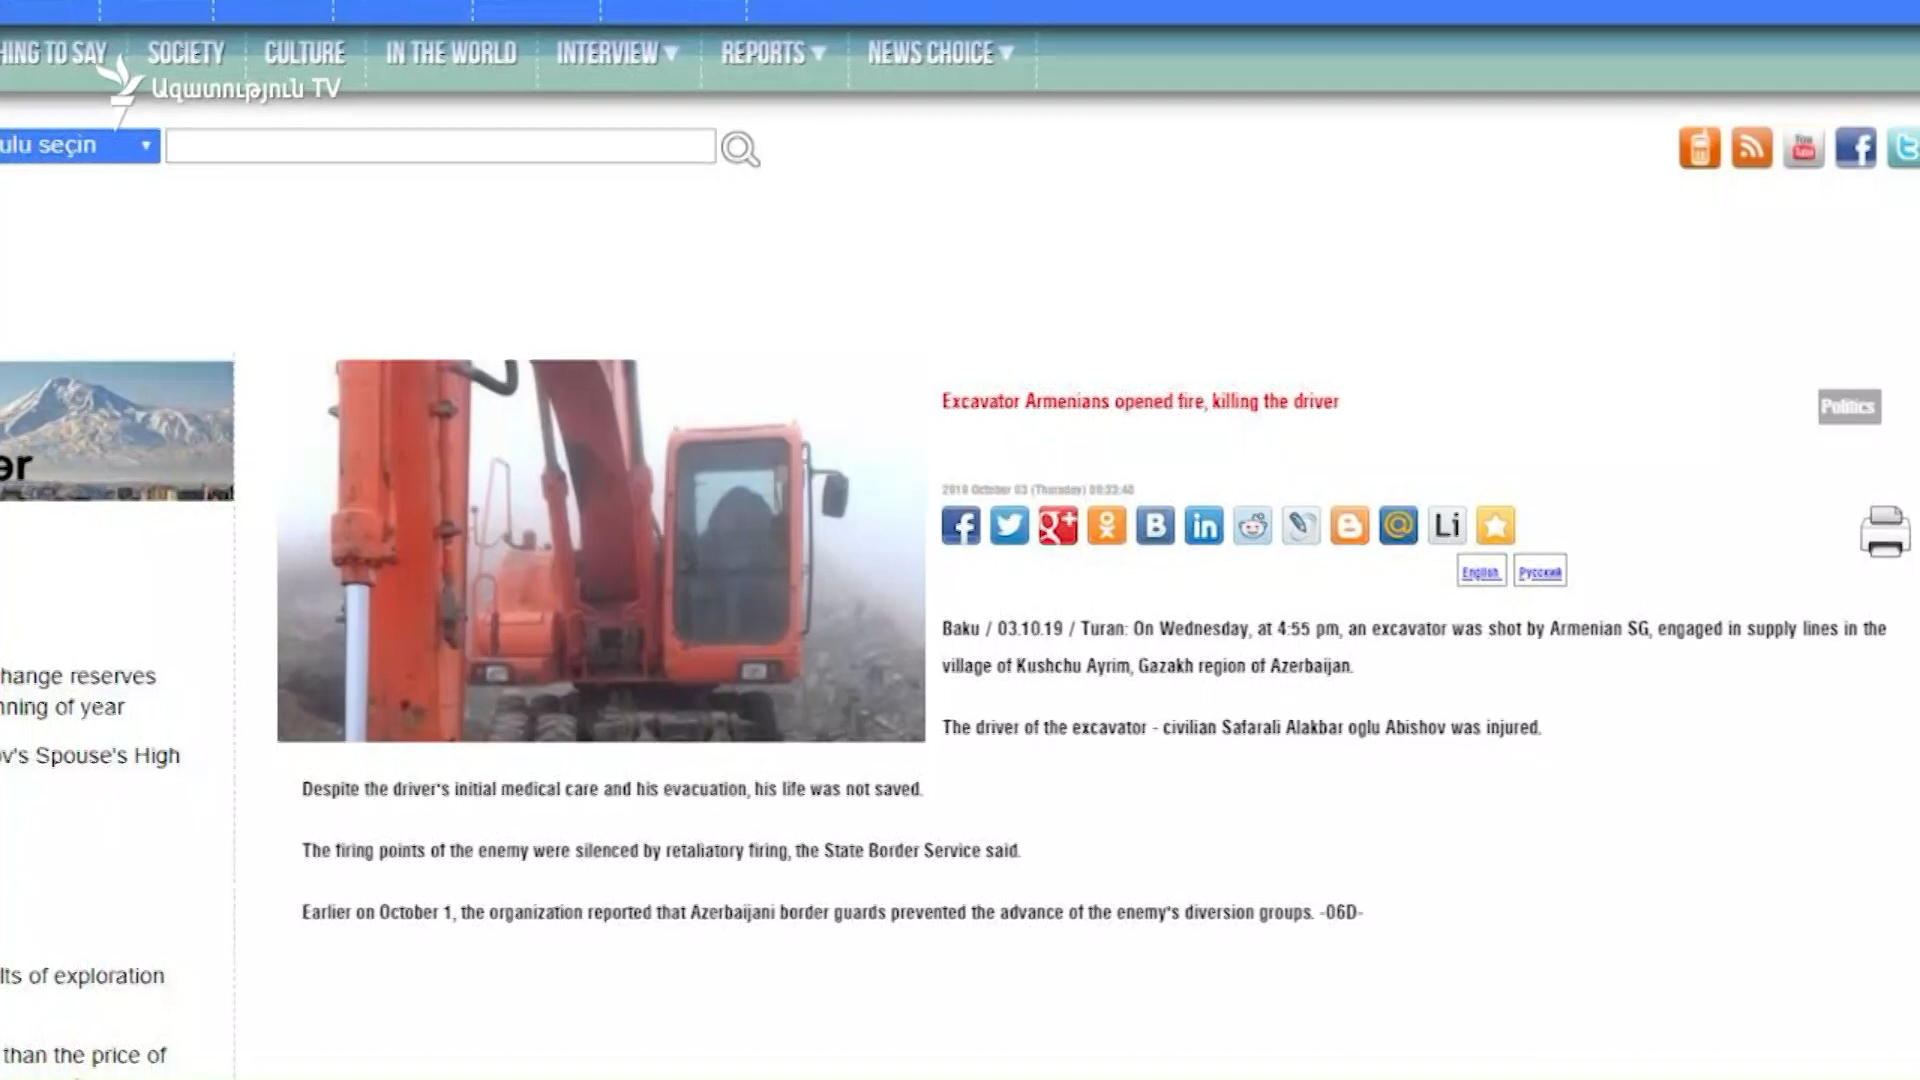 HING TO SAY SOCIETY CULTURE IN THE WORLD INTERVIEW REPORTS NEWS CHOICE
Ազատություն TV
ulu seçin
Excavator Armenians opened fire, killing the driver
Politics
2019 October 03 (Thursday)
English Русский
Baku / 03.10.19 / Turan: On Wednesday, at 4:55 pm, an excavator was shot by Armenian SG, engaged in supply lines in the
village of Kushchu Ayrim, Gazakh region of Azerbaijan.
The driver of the excavator - civilian Safarali Alakbar oglu Abishov was injured.
Despite the driver's initial medical care and his evacuation, his life was not saved.
The firing points of the enemy were silenced by retaliatory firing, the State Border Service said.
Earlier on October 1, the organization reported that Azerbaijani border guards prevented the advance of the enemy's diversion groups. -06D-
ər
hange reserves
nning of year
v's Spouse's High
lts of exploration
than the price of